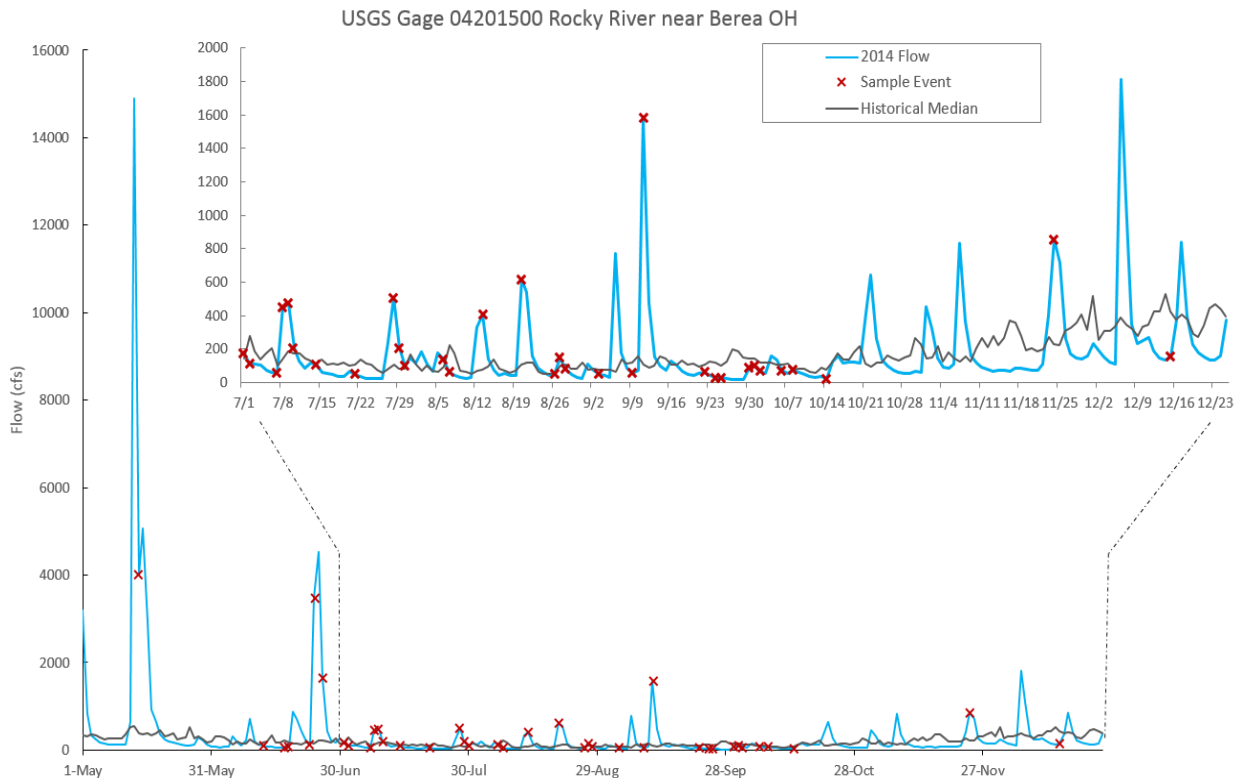 USGS Gage 04201500 Rocky River near Berea OH
16000
14000
12000
10000
8000
6000
4000
2000
0
Flow (cfs)
2000
1800
1600
1400
1200
1000
800
600
400
200
0
2014 Flow
Sample Event
Historical Median
7/1 7/8 7/15 7/22 7/29 8/5 8/12 8/19 8/26 9/2 9/9 9/16 9/23 9/30 10/7 10/14 10/21 10/28 11/4 11/11 11/18 11/25 12/2 12/9 12/16 12/23
1-May 31-May 30-Jun 30-Jul 29-Aug 28-Sep 28-Oct 27-Nov